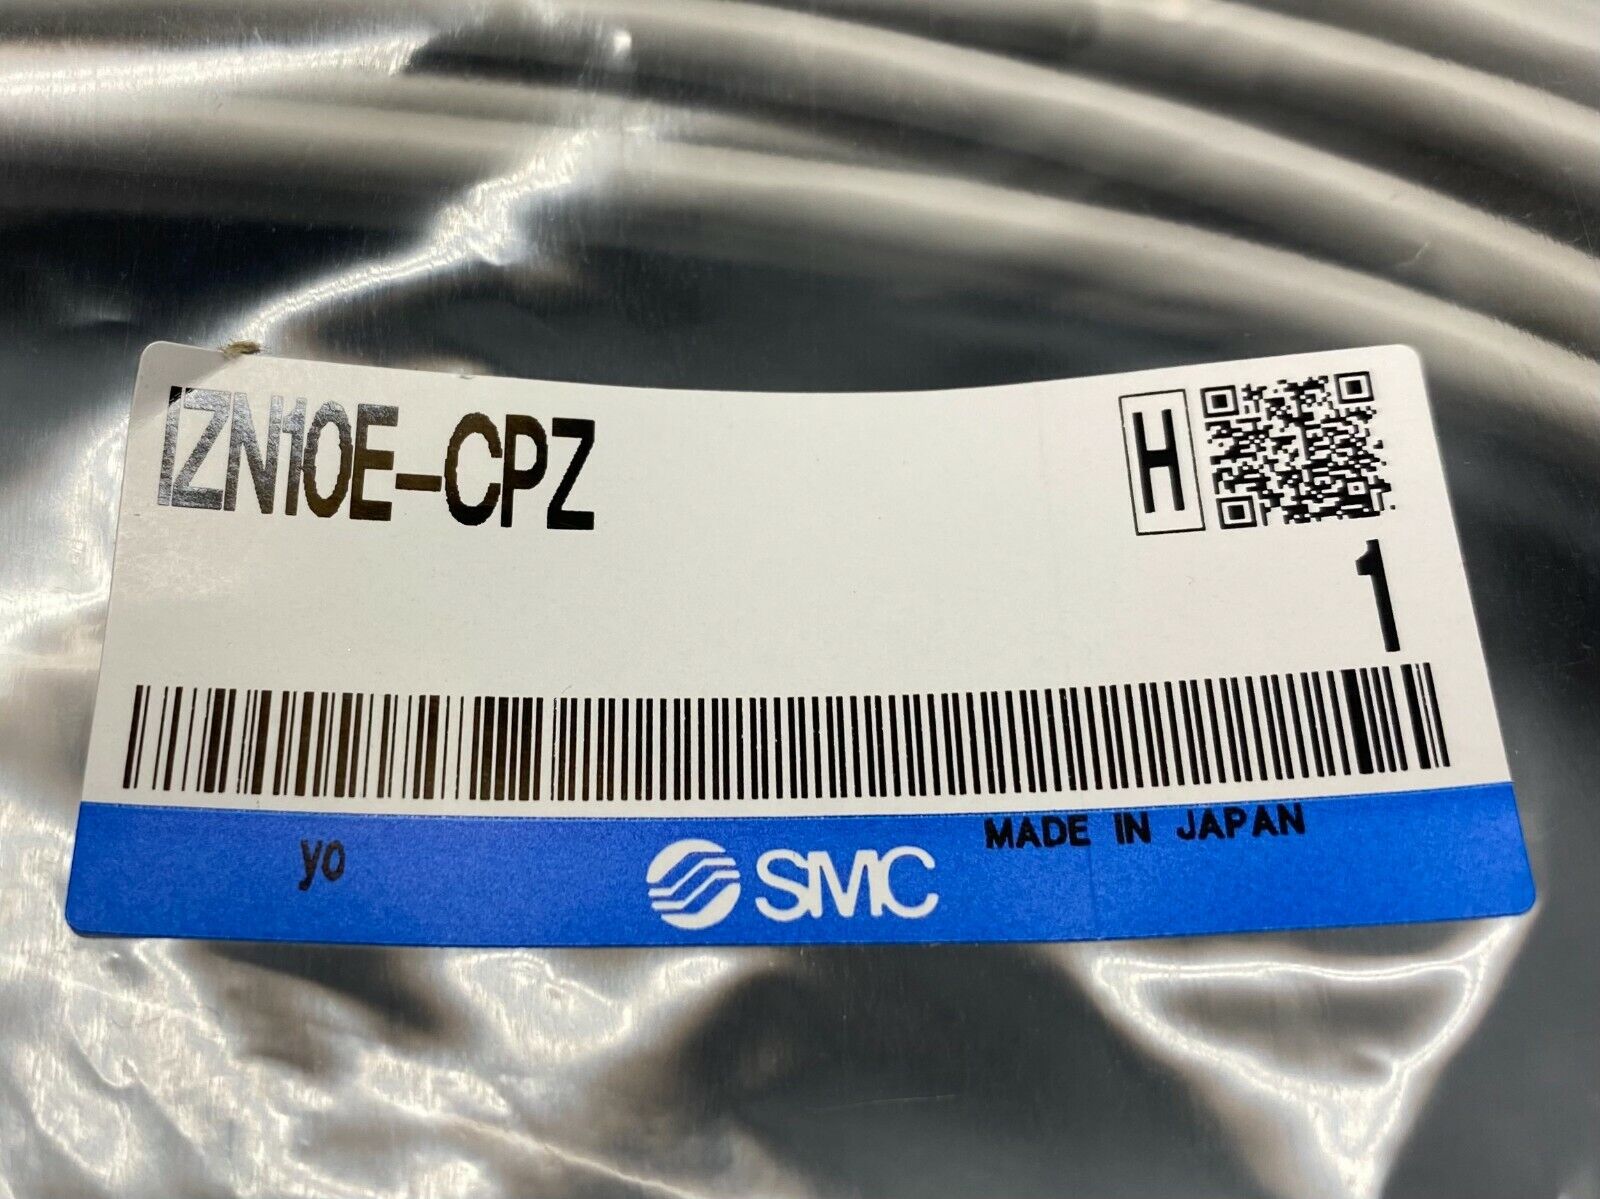 IZN10E-CPZ
H
1
MADE IN JAPAN
yo
SMC